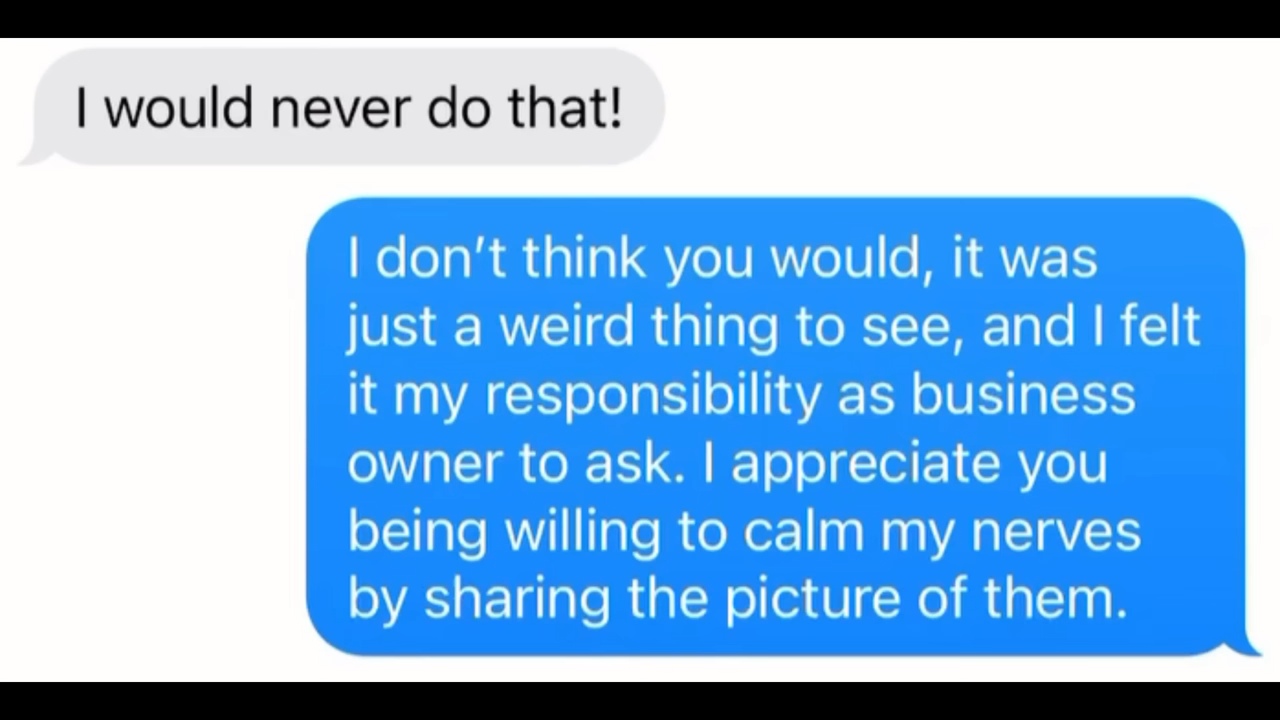 I would never do that!
I don’t think you would, it was
just a weird thing to see, and I felt
it my responsibility as business
owner to ask. I appreciate you
being willing to calm my nerves
by sharing the picture of them.